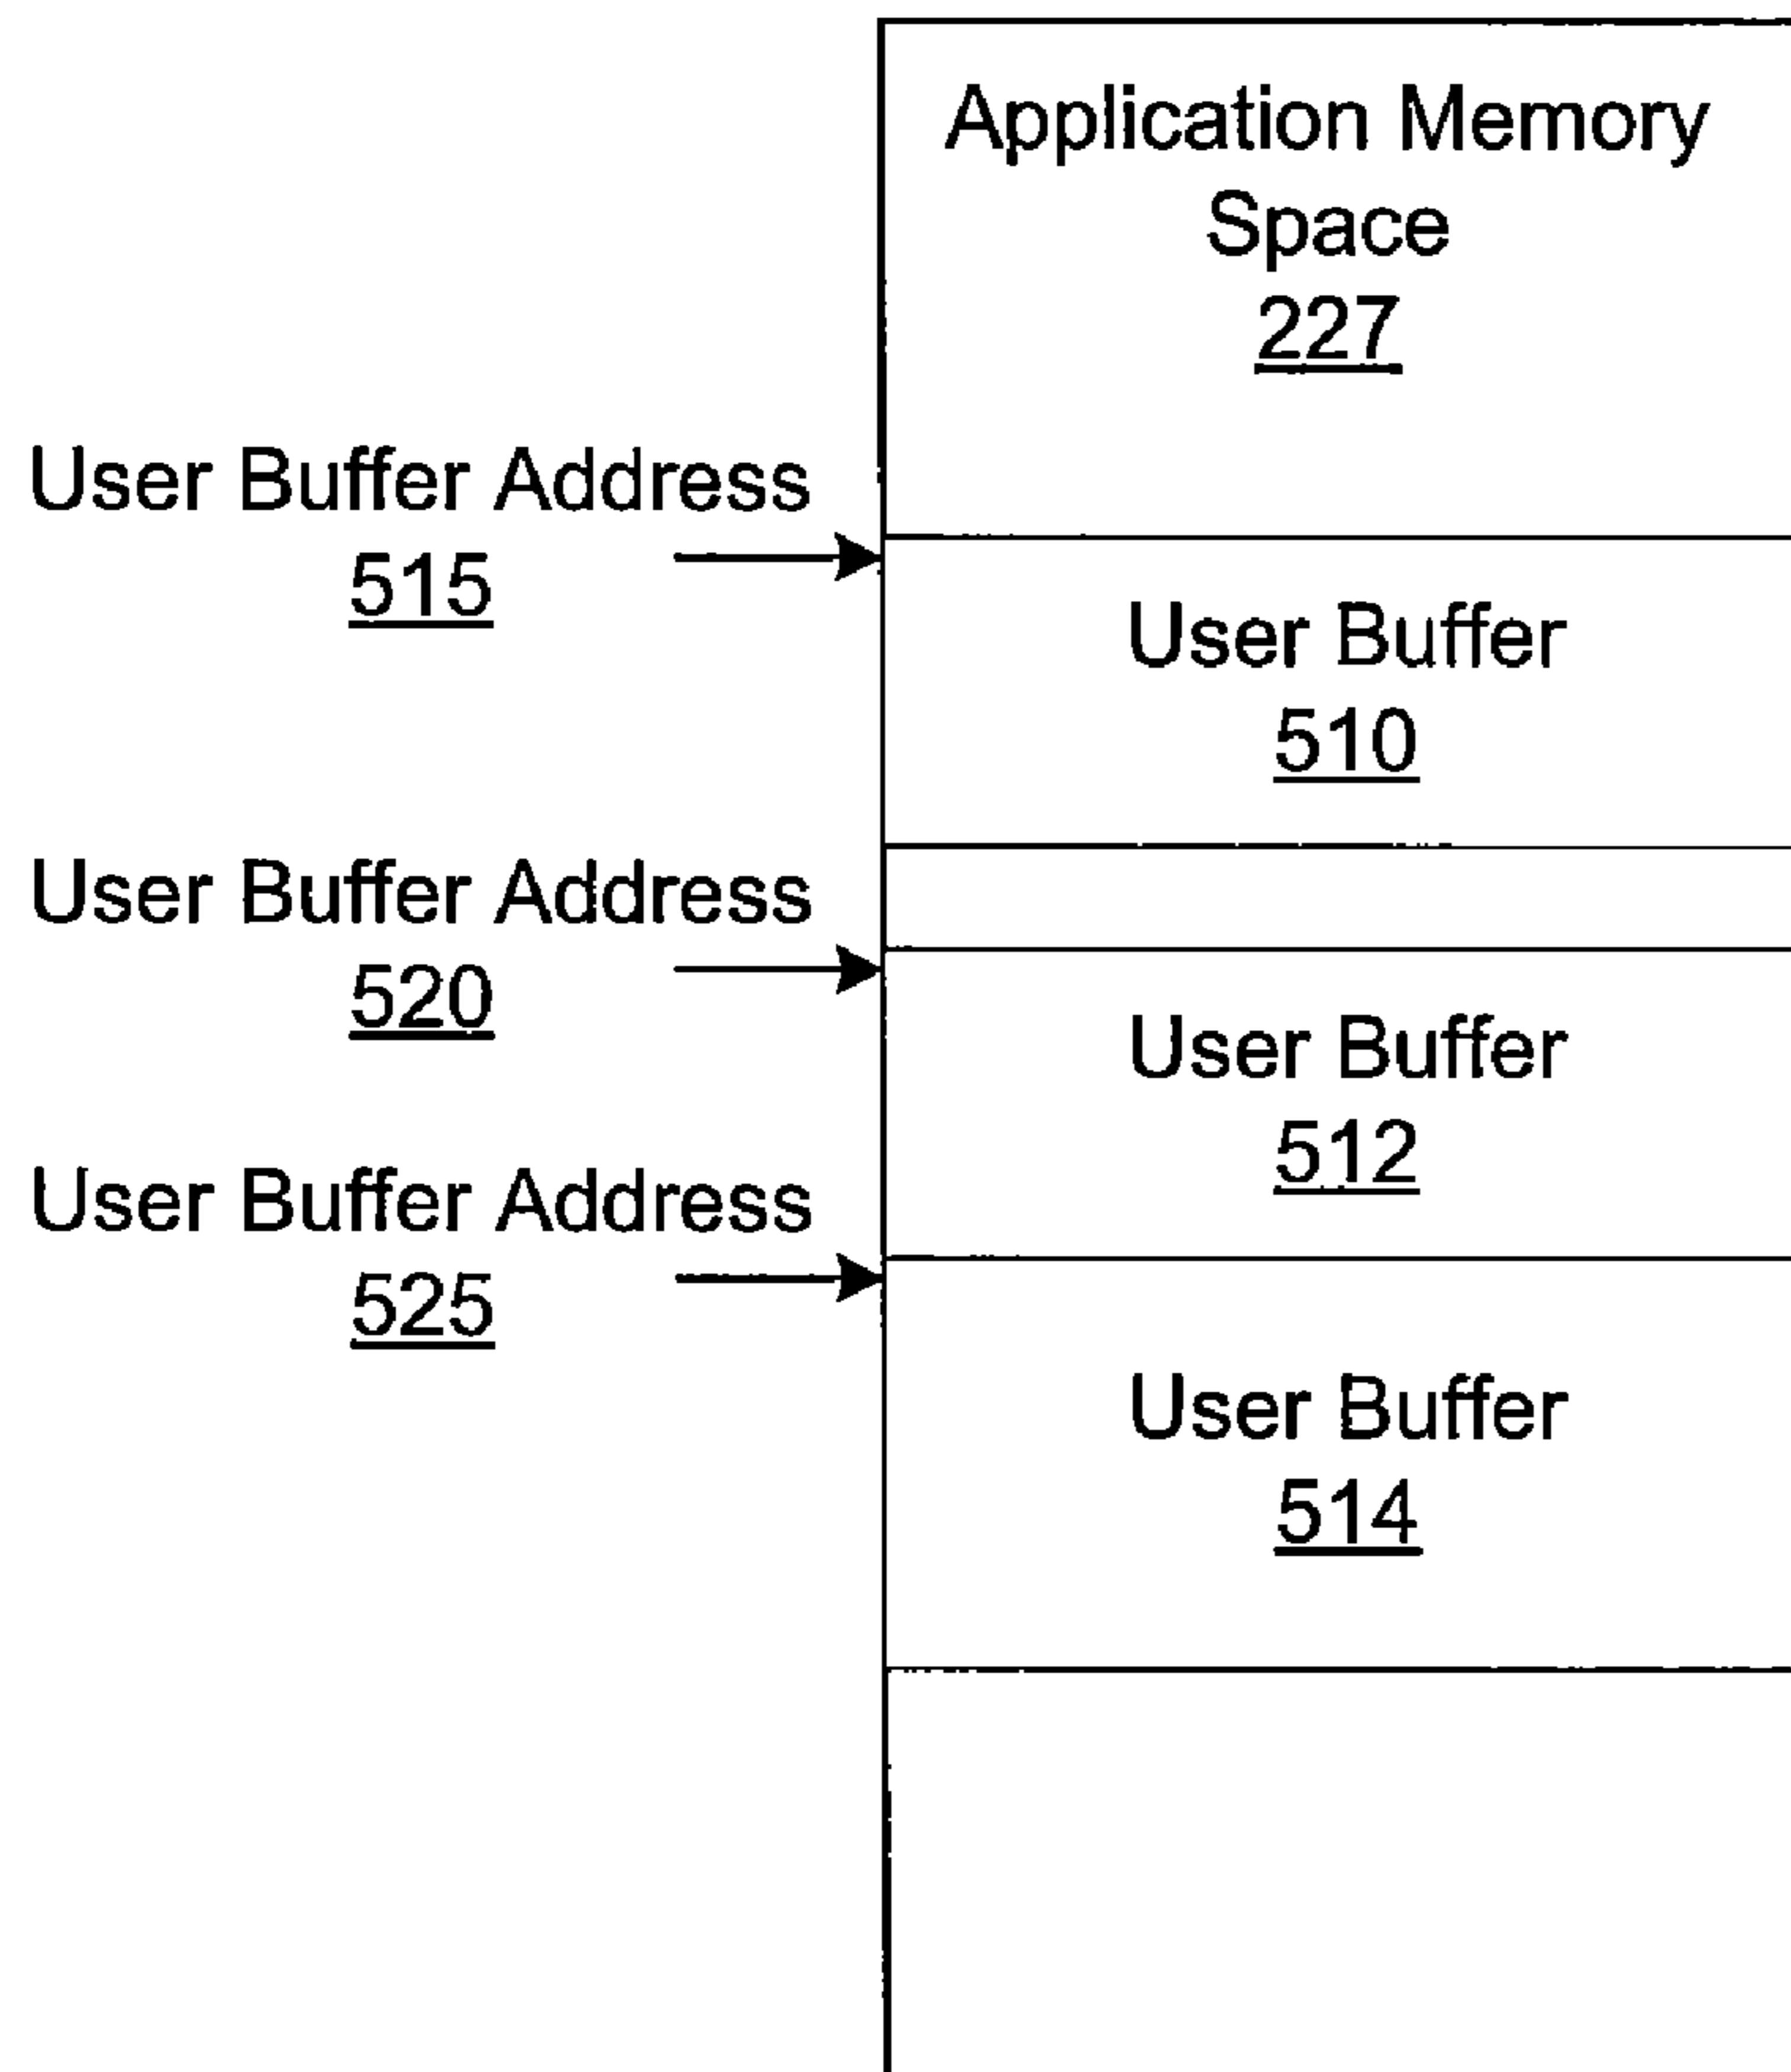 Application Memory
Space
227
User Buffer Address
515
User Buffer
510
User Buffer Address
520
User Buffer
512
User Buffer Address
525
User Buffer
514